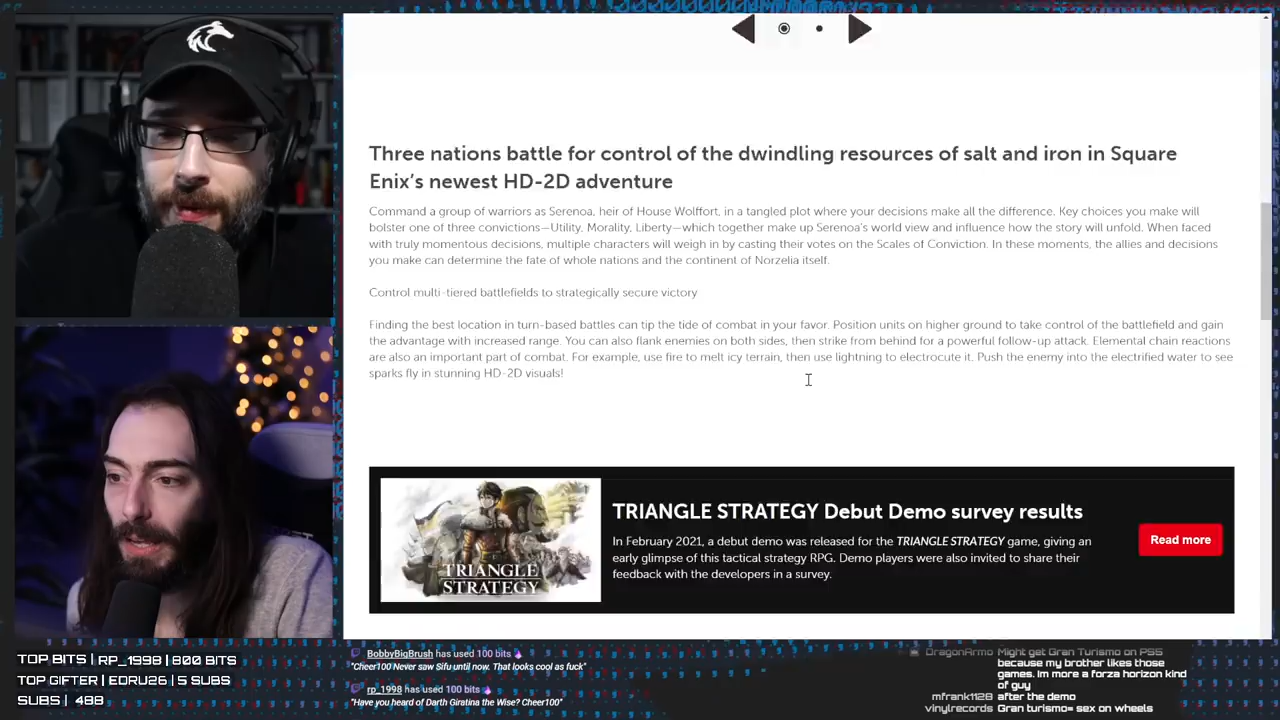 Three nations battle for control of the dwindling resources of salt and iron in Square
Enix's newest HD-2D adventure
Command a group of warriors as Serenoa, heir of House Wolffort, in a tangled plot where your decisions make all the difference. Key choices you make will
bolster one of three convictions—Utility, Morality, Liberty—which together make up Serenoa's world view and influence how the story will unfold. When faced
with truly momentous decisions, multiple characters will weigh in by casting their votes on the Scales of Conviction. In these moments, the allies and decisions
you make can determine the fate of whole nations and the continent of Norzelia itself.
Control multi-tiered battlefields to strategically secure victory
Finding the best location in turn-based battles can tip the tide of combat in your favor. Position units on higher ground to take control of the battlefield and gain
the advantage with increased range. You can also flank enemies on both sides, then strike from behind for a powerful follow-up attack. Elemental chain reactions
are also an important part of combat. For example, use fire to melt icy terrain, then use lightning to electrocute it. Push the enemy into the electrified water to see
sparks fly in stunning HD-2D visuals!
TRIANGLE
STRATEGY
TRIANGLE STRATEGY Debut Demo survey results
In February 2021, a debut demo was released for the TRIANGLE STRATEGY game, giving an
early glimpse of this tactical strategy RPG. Demo players were also invited to share their
feedback with the developers in a survey.
Read more
TOP BITS | RP_1998 | 800 BITS
TOP GIFTER | EDRU26 | 5 SUBS
SUBS | 488
BobbyBigBrush has used 100 bits
"Cheer100 Never saw Sifu until now. That looks cool as fuck"
rp_1998 has used 100 bits
"Have you heard of Darth Giratina the Wise? Cheer100"
DragonArmo Might get Gran Turismo on PS5
because my brother likes those
games. Im more a forza horizon kind
of guy
mfrank1128 after the demo
vinylrecords Gran turismo= sex on wheels